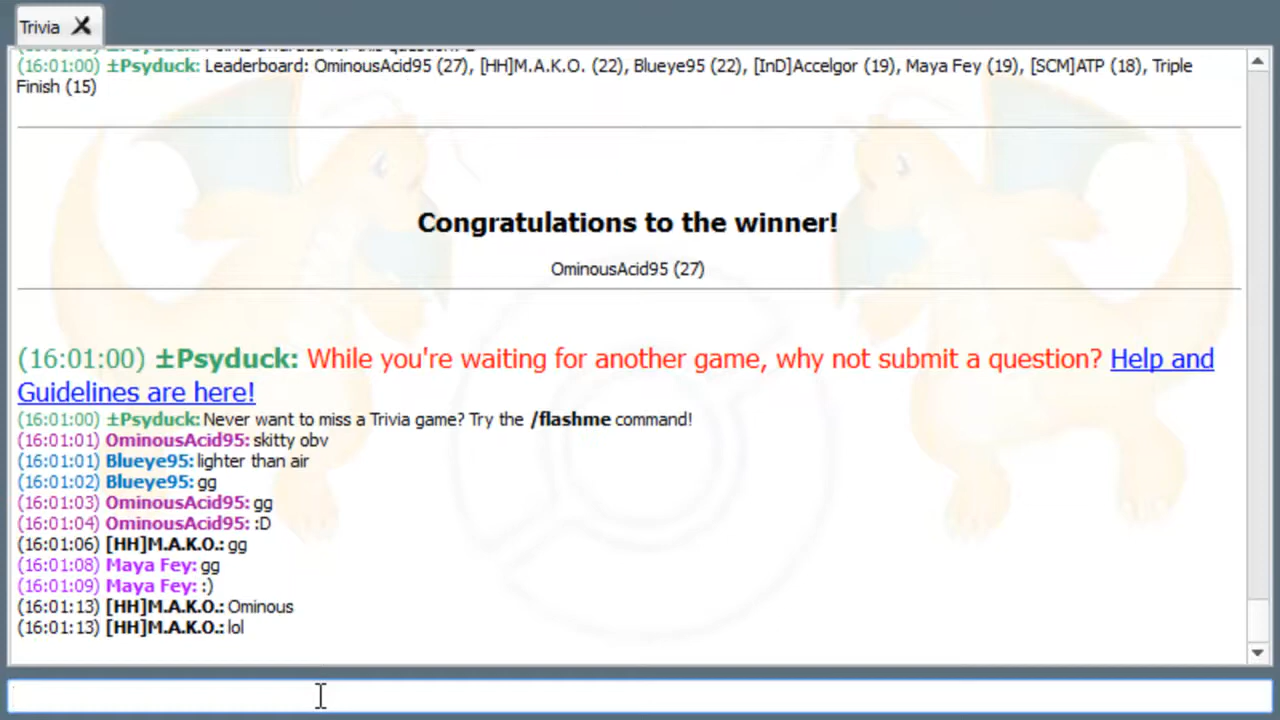 Trivia
(16:01:00) ±Psyduck: Leaderboard: OminousAcid95 (27), [HH]M.A.K.O. (22), Blueye95 (22), [InD]Accelgor (19), Maya Fey (19), [SCM]ATP (18), Triple
Finish (15)
Congratulations to the winner!
OminousAcid95 (27)
(16:01:00) ±Psyduck: While you're waiting for another game, why not submit a question? Help and
Guidelines are here!
(16:01:00) ±Psyduck: Never want to miss a Trivia game? Try the /flashme command!
(16:01:01) OminousAcid95: skitty obv
(16:01:01) Blueye95: lighter than air
(16:01:02) Blueye95: gg
(16:01:03) OminousAcid95: gg
(16:01:04) OminousAcid95: :D
(16:01:06) [HH]M.A.K.O.: gg
(16:01:08) Maya Fey: gg
(16:01:09) Maya Fey: :)
(16:01:13) [HH]M.A.K.O.: Ominous
(16:01:13) [HH]M.A.K.O.: lol